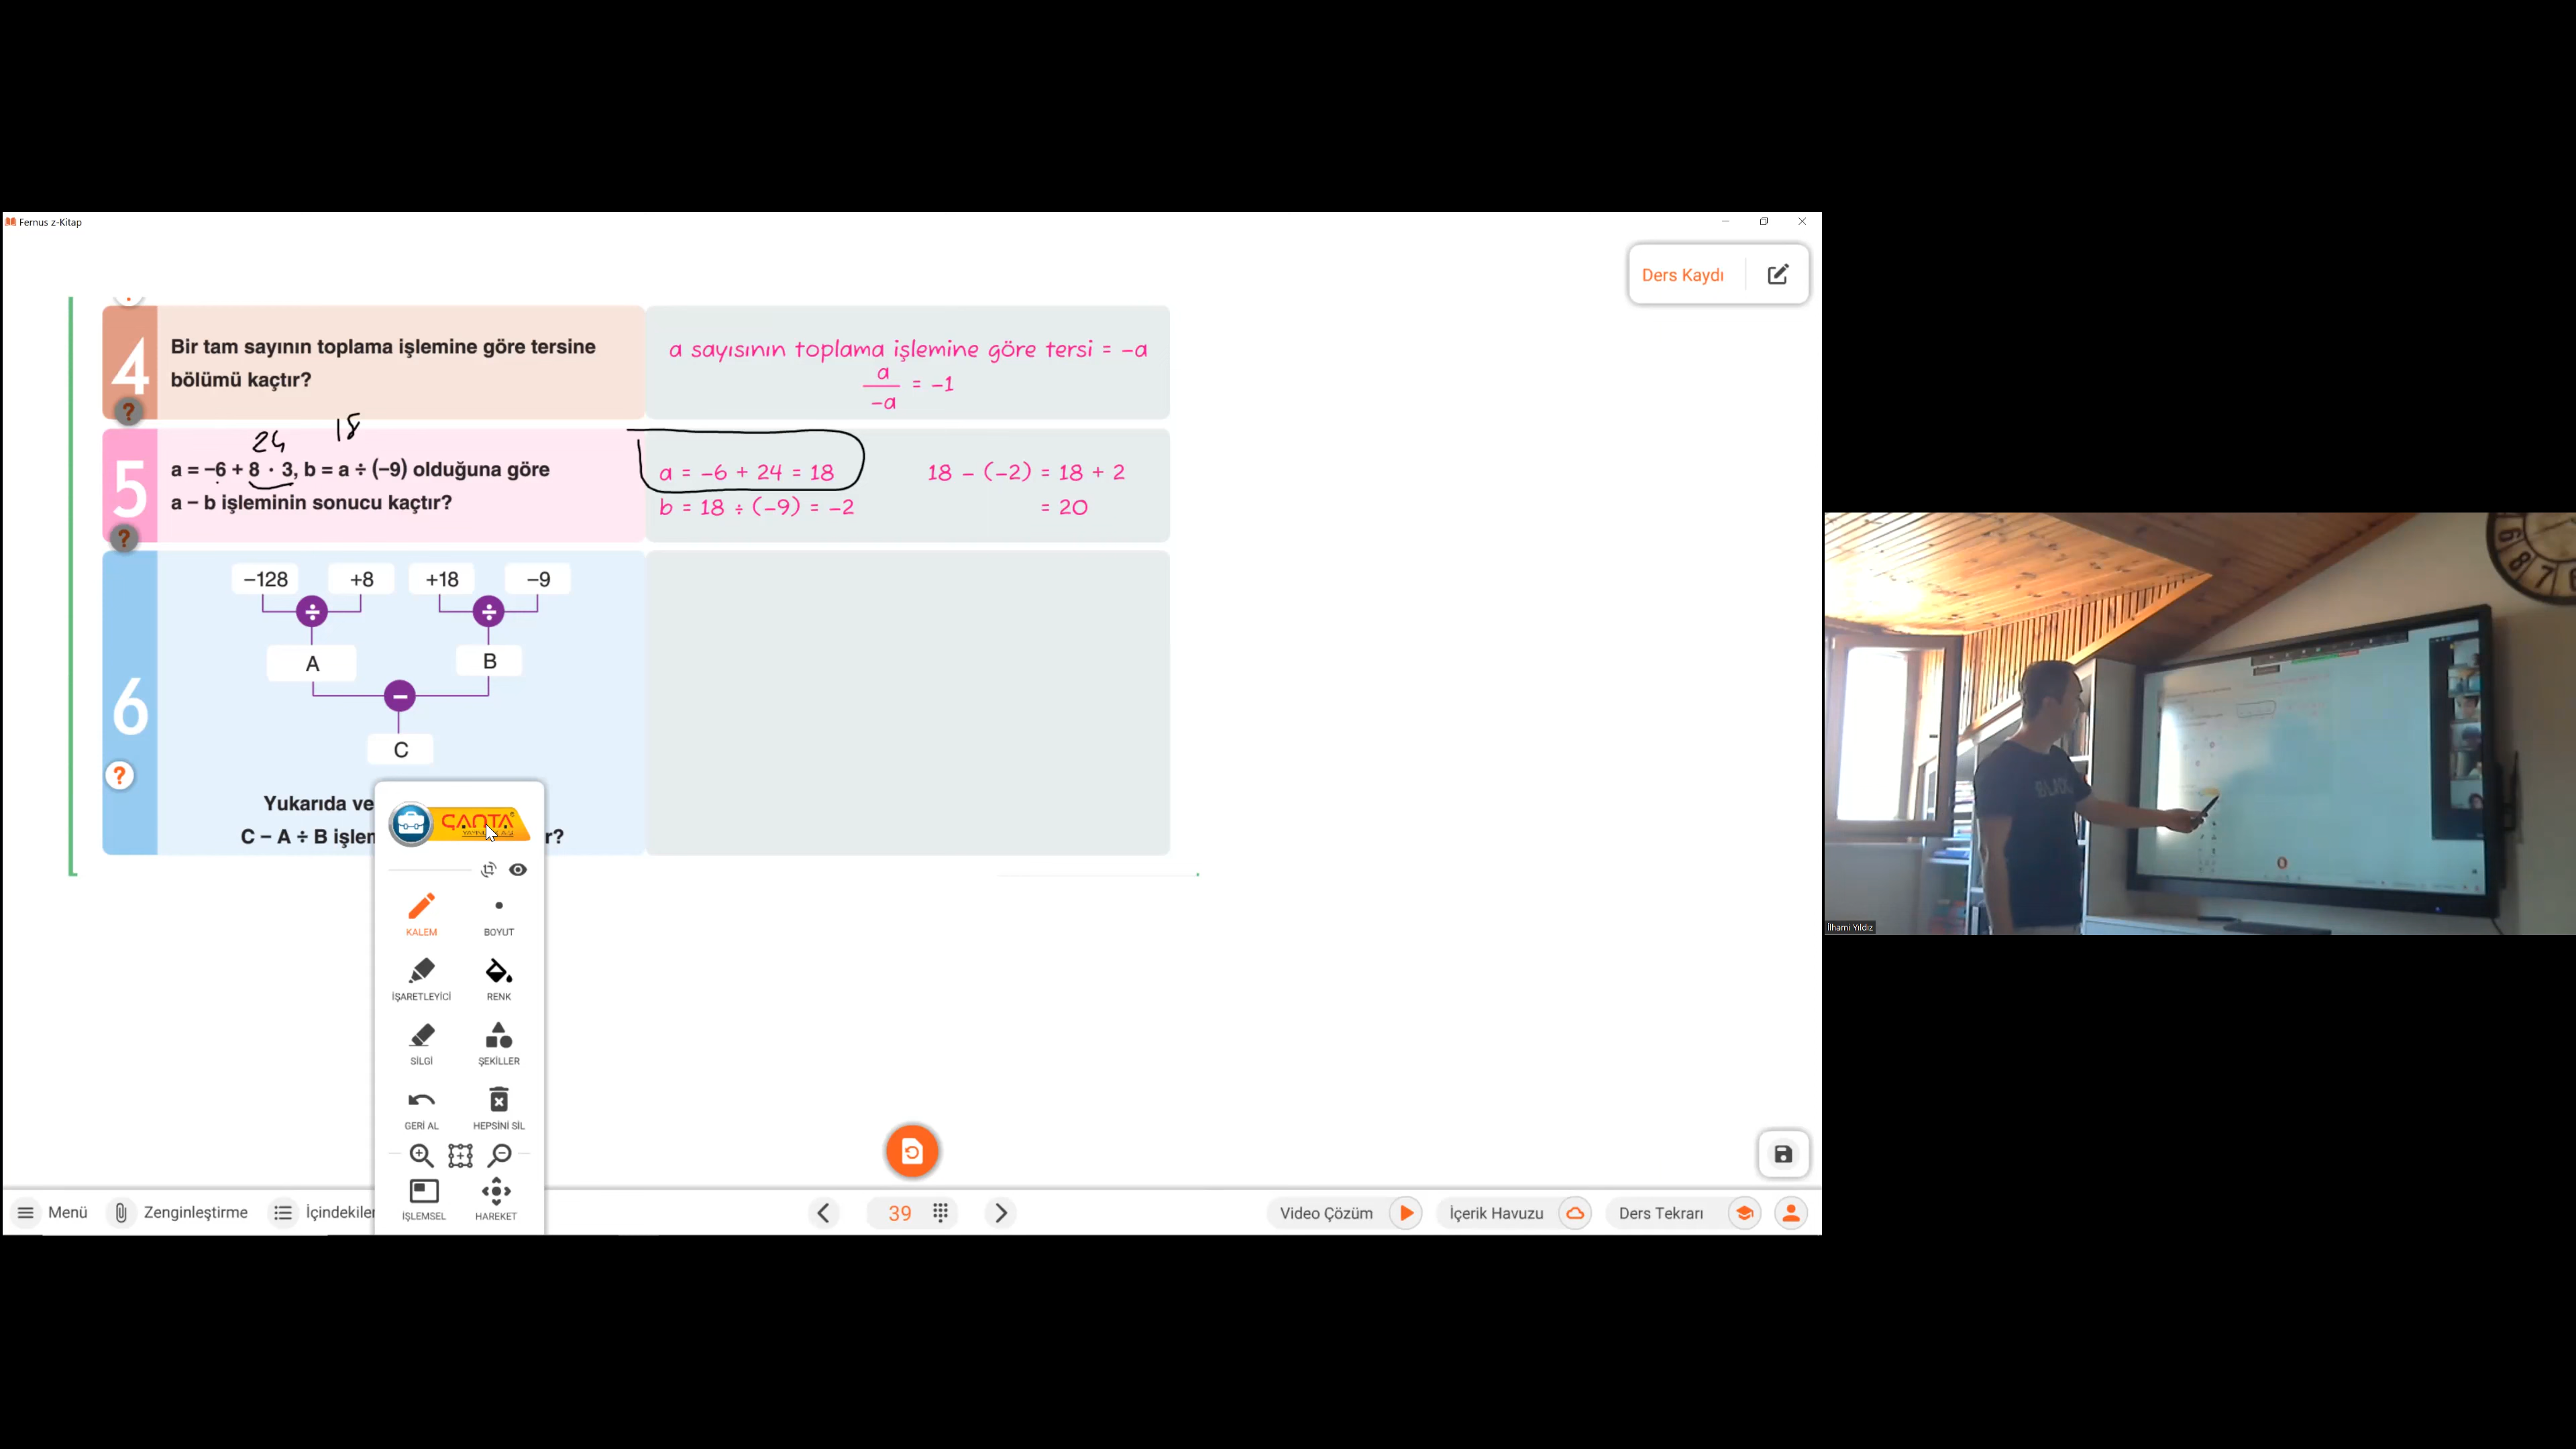 Fernus z-Kitap
Ders Kaydı
4
Bir tam sayının toplama işlemine göre tersine
bölümü kaçtır?
?
a sayısının toplama işlemine göre tersi = –a
a
= –1
–a
24
18
5
a = –6 + 8 · 3, b = a ÷ (–9) olduğuna göre
a – b işleminin sonucu kaçtır?
?
a = –6 + 24 = 18
b = 18 ÷ (–9) = –2
18 – (–2) = 18 + 2
= 20
6
–128 +8 +18 –9
÷ ÷
A B
–
C
?
Yukarıda ve
C – A ÷ B işlem r?
ÇANTA
KALEM BOYUT
İŞARETLEYİCİ RENK
SİLGİ ŞEKİLLER
GERİ AL HEPSİNİ SİL
İŞLEMSEL HAREKET
Menü Zenginleştirme İçindekiler 39 Video Çözüm İçerik Havuzu Ders Tekrarı
İlhami Yıldız
BLACK
6 7 8